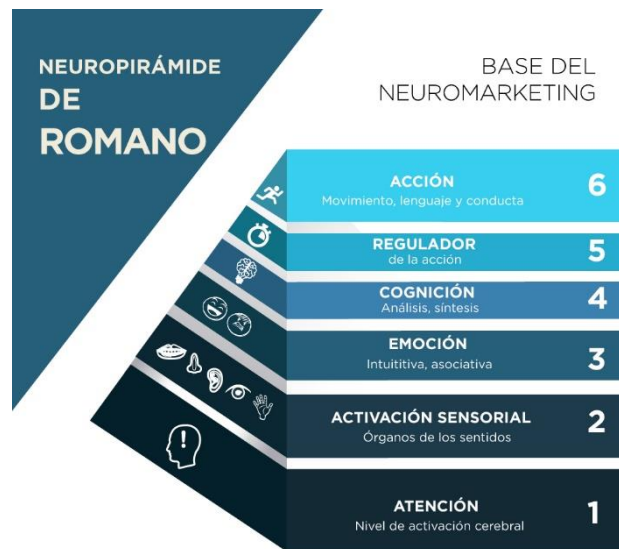 NEUROPIRÁMIDE
DE
ROMANO
BASE DEL
NEUROMARKETING
ACCIÓN
Movimiento, lenguaje y conducta
6
REGULADOR
de la acción
5
COGNICIÓN
Análisis, síntesis
4
EMOCIÓN
Intuititiva, asociativa
3
ACTIVACIÓN SENSORIAL
Órganos de los sentidos
2
ATENCIÓN
Nivel de activación cerebral
1
!